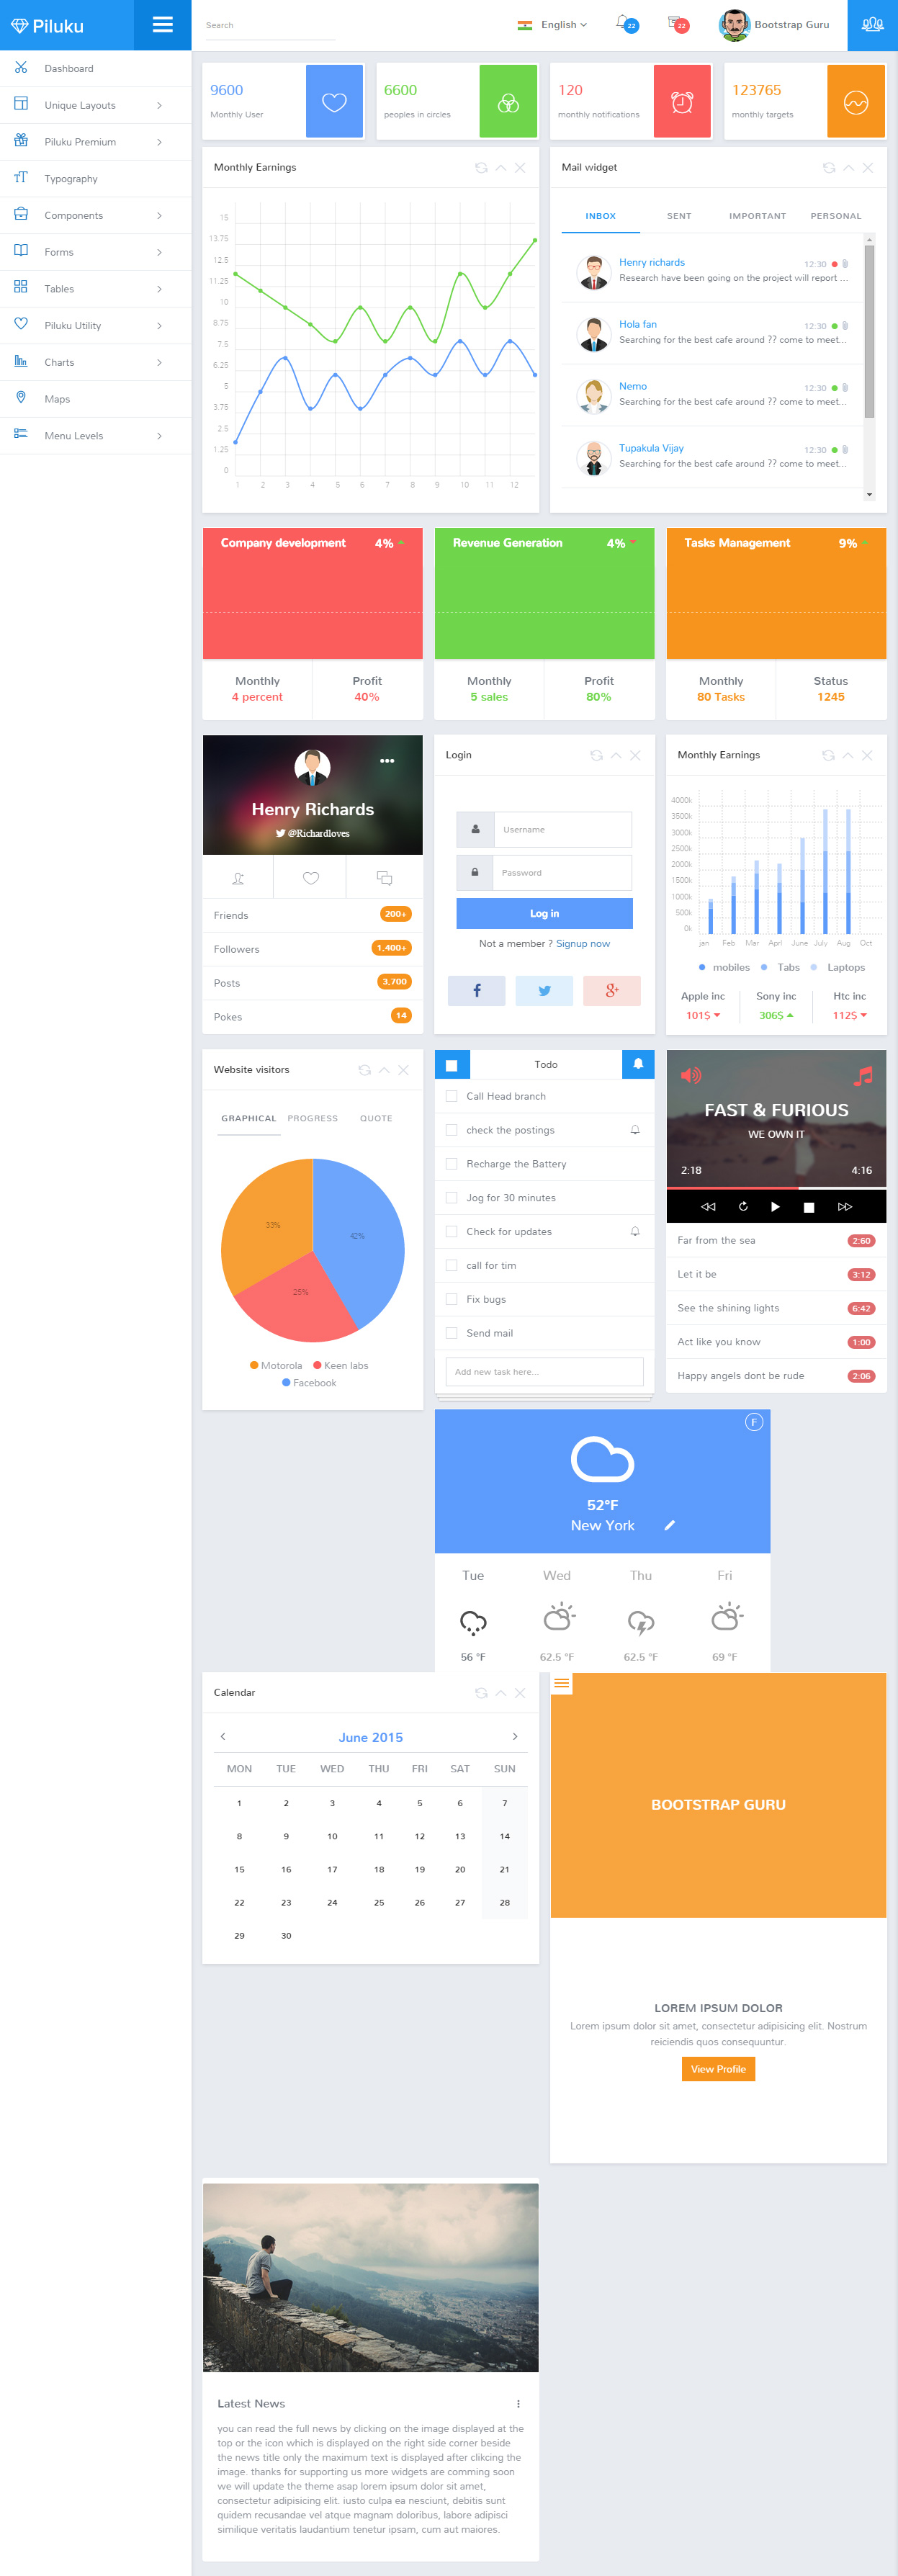 Piluku
Search
English
22
22
Bootstrap Guru
Dashboard
Unique Layouts
Piluku Premium
Typography
Components
Forms
Tables
Piluku Utility
Charts
Maps
Menu Levels
9600
Monthly User
6600
peoples in circles
120
monthly notifications
123765
monthly targets
Monthly Earnings
15
13.75
12.5
11.25
10
8.75
7.5
6.25
5
3.75
2.5
1.25
0
1 2 3 4 5 6 7 8 9 10 11 12
Mail widget
INBOX SENT IMPORTANT PERSONAL
Henry richards 12:30
Research have been going on the project will report ...
Hola fan 12:30
Searching for the best cafe around ?? come to meet...
Nemo 12:30
Searching for the best cafe around ?? come to meet...
Tupakula Vijay 12:30
Searching for the best cafe around ?? come to meet...
Company development 4%
Monthly Profit
4 percent 40%
Revenue Generation 4%
Monthly Profit
5 sales 80%
Tasks Management 9%
Monthly Status
80 Tasks 1245
Henry Richards
@Richardloves
Friends 200+
Followers 1,400+
Posts 3,700
Pokes 14
Login
Username
Password
Log in
Not a member ? Signup now
f
g+
Monthly Earnings
4000k
3500k
3000k
2500k
2000k
1500k
1000k
500k
0k
jan Feb Mar Aprl June July Aug Oct
mobiles Tabs Laptops
Apple inc Sony inc Htc inc
101$ 306$ 112$
Website visitors
GRAPHICAL PROGRESS QUOTE
33%
42%
25%
Motorola Keen labs
Facebook
Todo
Call Head branch
check the postings
Recharge the Battery
Jog for 30 minutes
Check for updates
call for tim
Fix bugs
Send mail
Add new task here...
FAST & FURIOUS
WE OWN IT
2:18 4:16
Far from the sea 2:60
Let it be 3:12
See the shining lights 6:42
Act like you know 1:00
Happy angels dont be rude 2:06
F
52°F
New York
Tue Wed Thu Fri
56 °F 62.5 °F 62.5 °F 69 °F
Calendar
June 2015
MON TUE WED THU FRI SAT SUN
1 2 3 4 5 6 7
8 9 10 11 12 13 14
15 16 17 18 19 20 21
22 23 24 25 26 27 28
29 30
BOOTSTRAP GURU
LOREM IPSUM DOLOR
Lorem ipsum dolor sit amet, consectetur adipisicing elit. Nostrum
reiciendis quos consequuntur.
View Profile
Latest News
you can read the full news by clicking on the image displayed at the
top or the icon which is displayed on the right side corner beside
the news title only the maximum text is displayed after clikcing the
image. thanks for supporting us more widgets are comming soon
we will update the theme asap lorem ipsum dolor sit amet,
consectetur adipisicing elit. iusto culpa ea nesciunt, debitis sunt
quidem recusandae vel atque magnam doloribus, labore adipisci
similique veritatis laudantium tenetur ipsam, cum aut maiores.